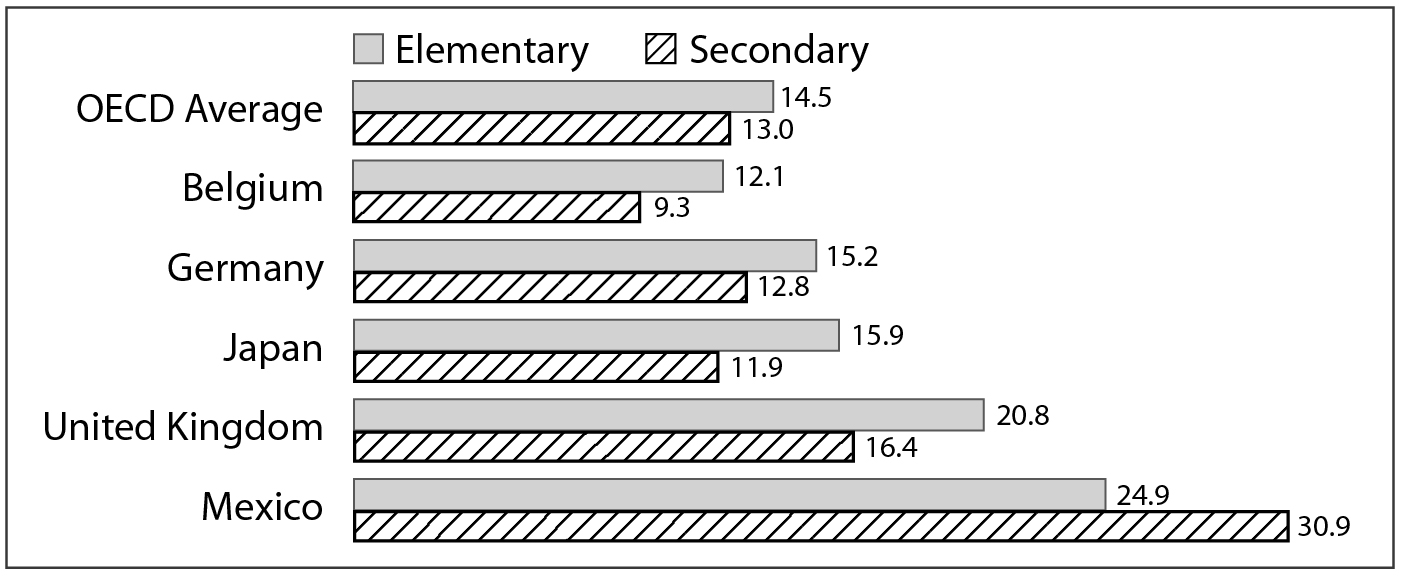 Elementary Secondary
OECD Average 14.5
13.0
Belgium 12.1
9.3
Germany 15.2
12.8
Japan 15.9
11.9
United Kingdom 20.8
16.4
Mexico 24.9
30.9